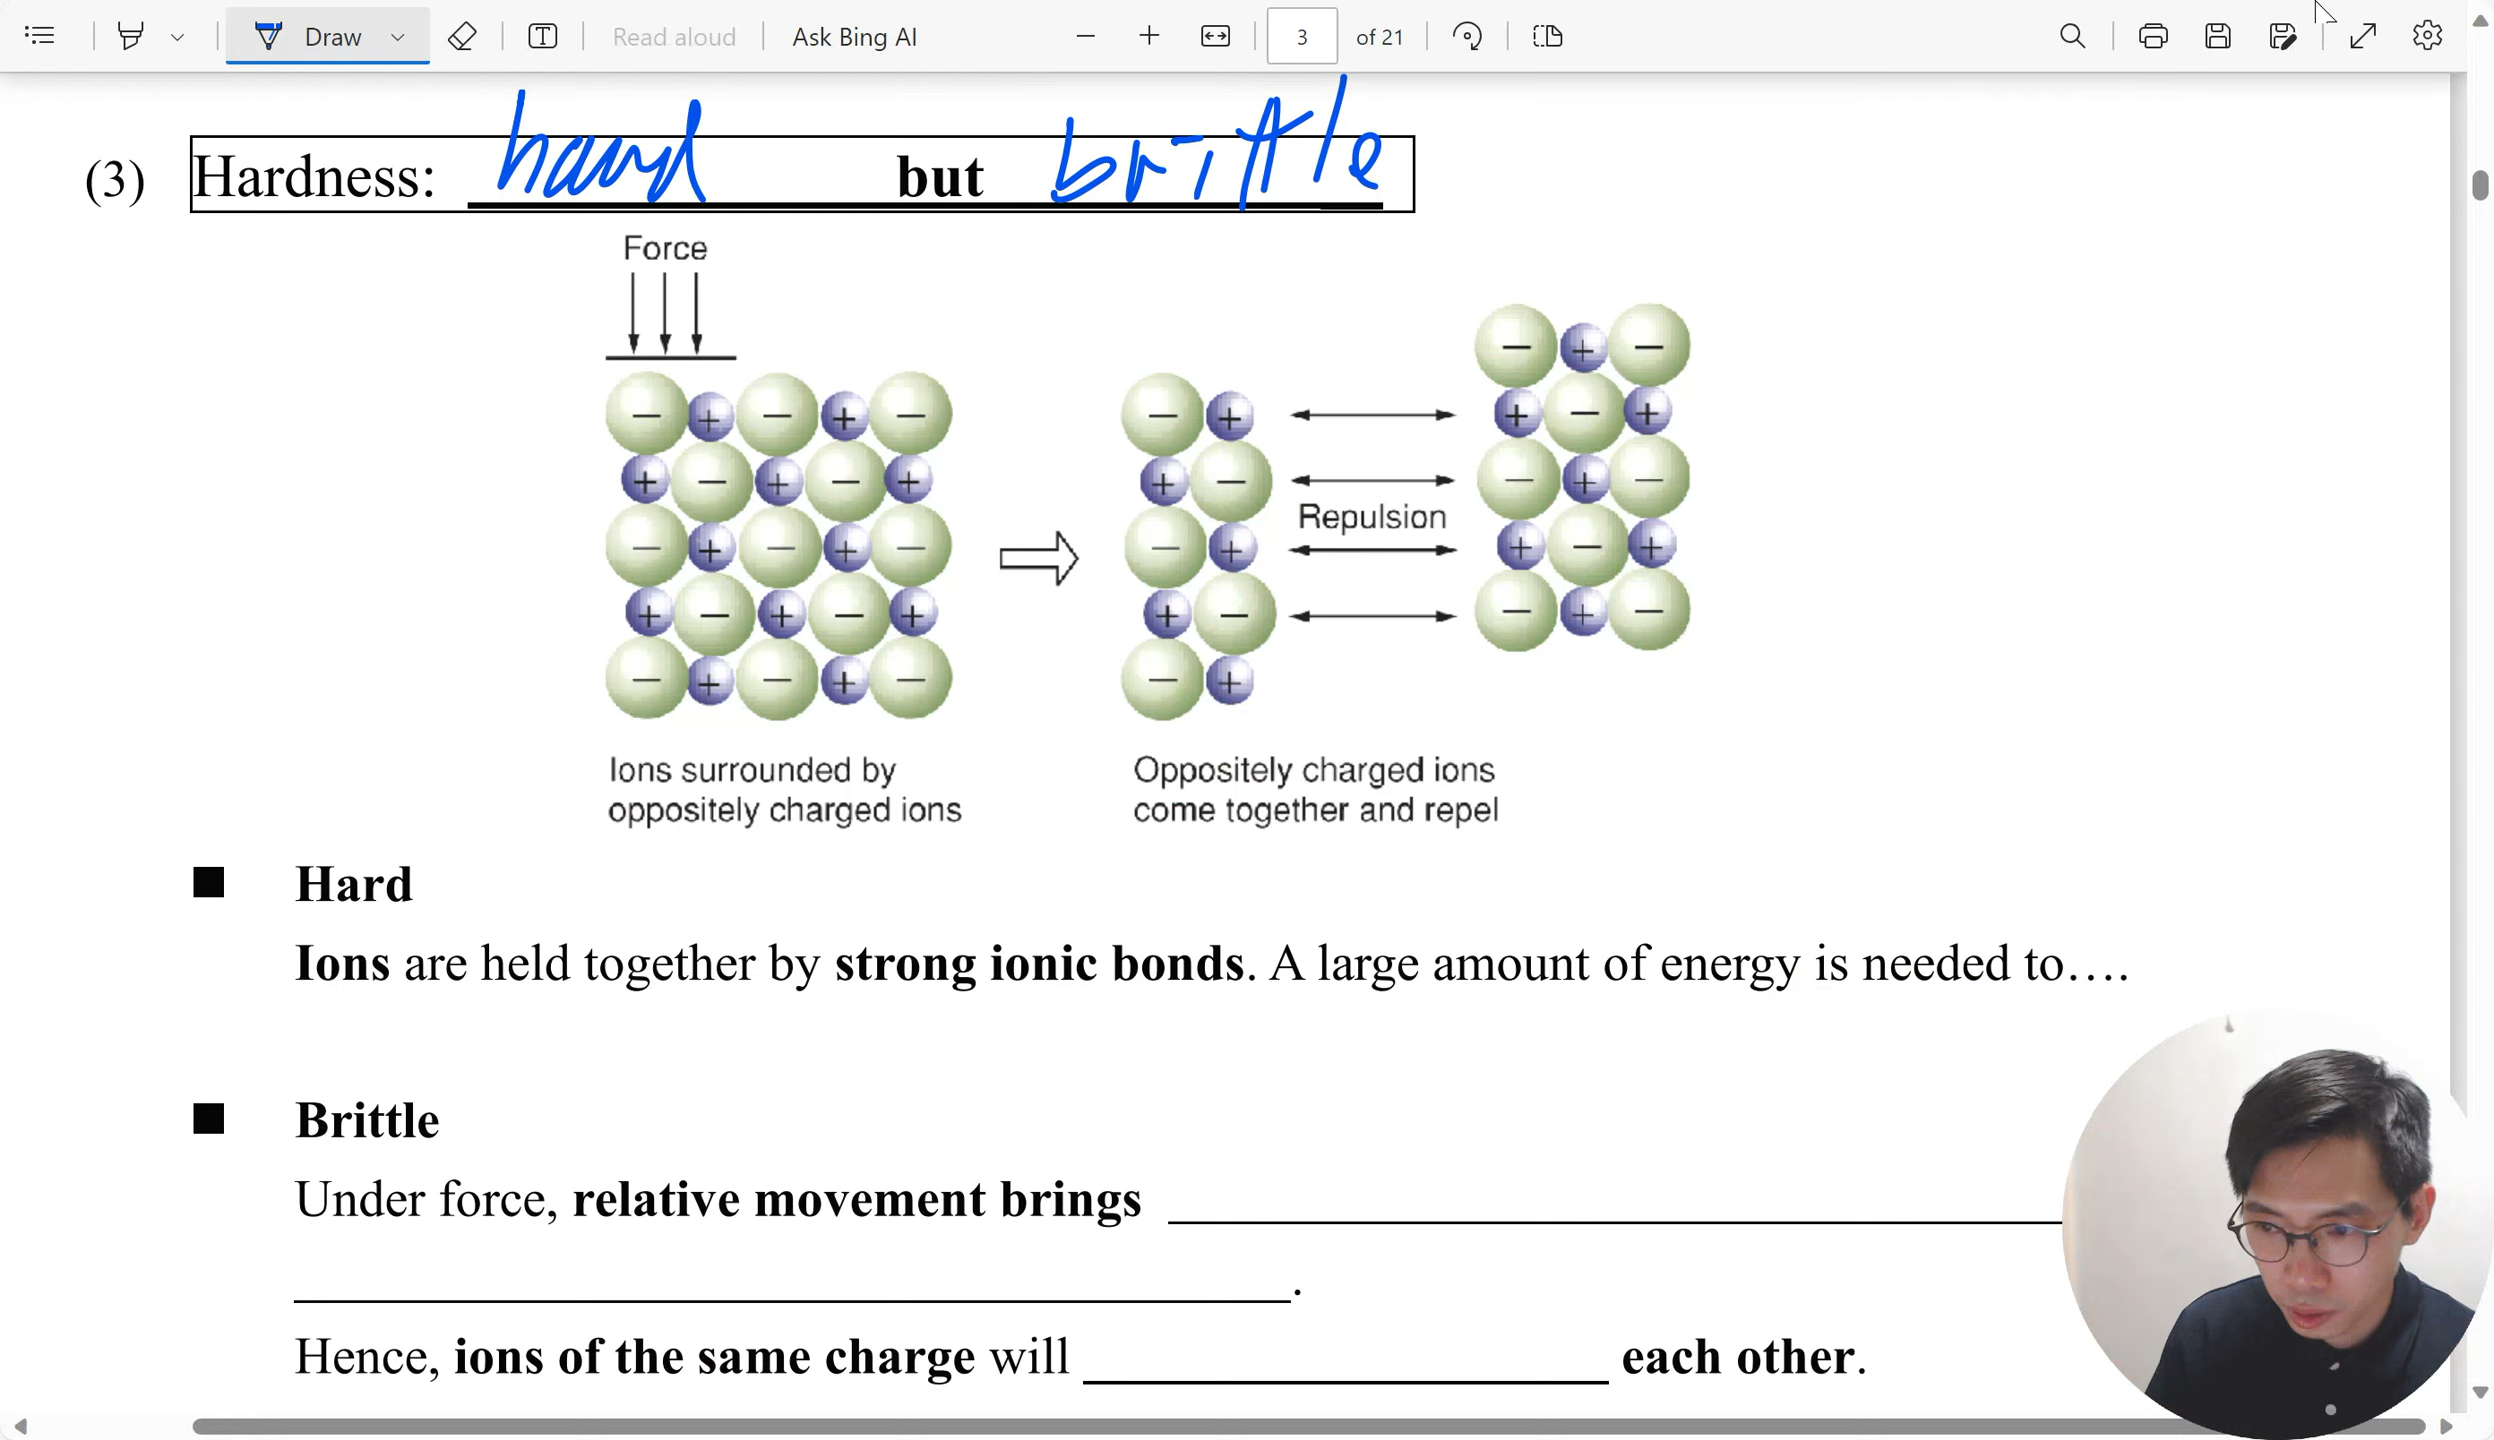 Draw Read aloud Ask Bing AI 3 of 21
hard brittle
(3) Hardness: but
Force
− + − + −
+ − + − +
− + − + −
+ − + − +
− + − + −
− +
+ −
− +
+ −
− +
− + −
+ − +
− + −
+ − +
− + −
Repulsion
Ions surrounded by
oppositely charged ions
Oppositely charged ions
come together and repel
■ Hard
Ions are held together by strong ionic bonds. A large amount of energy is needed to....
■ Brittle
Under force, relative movement brings
.
Hence, ions of the same charge will each other.